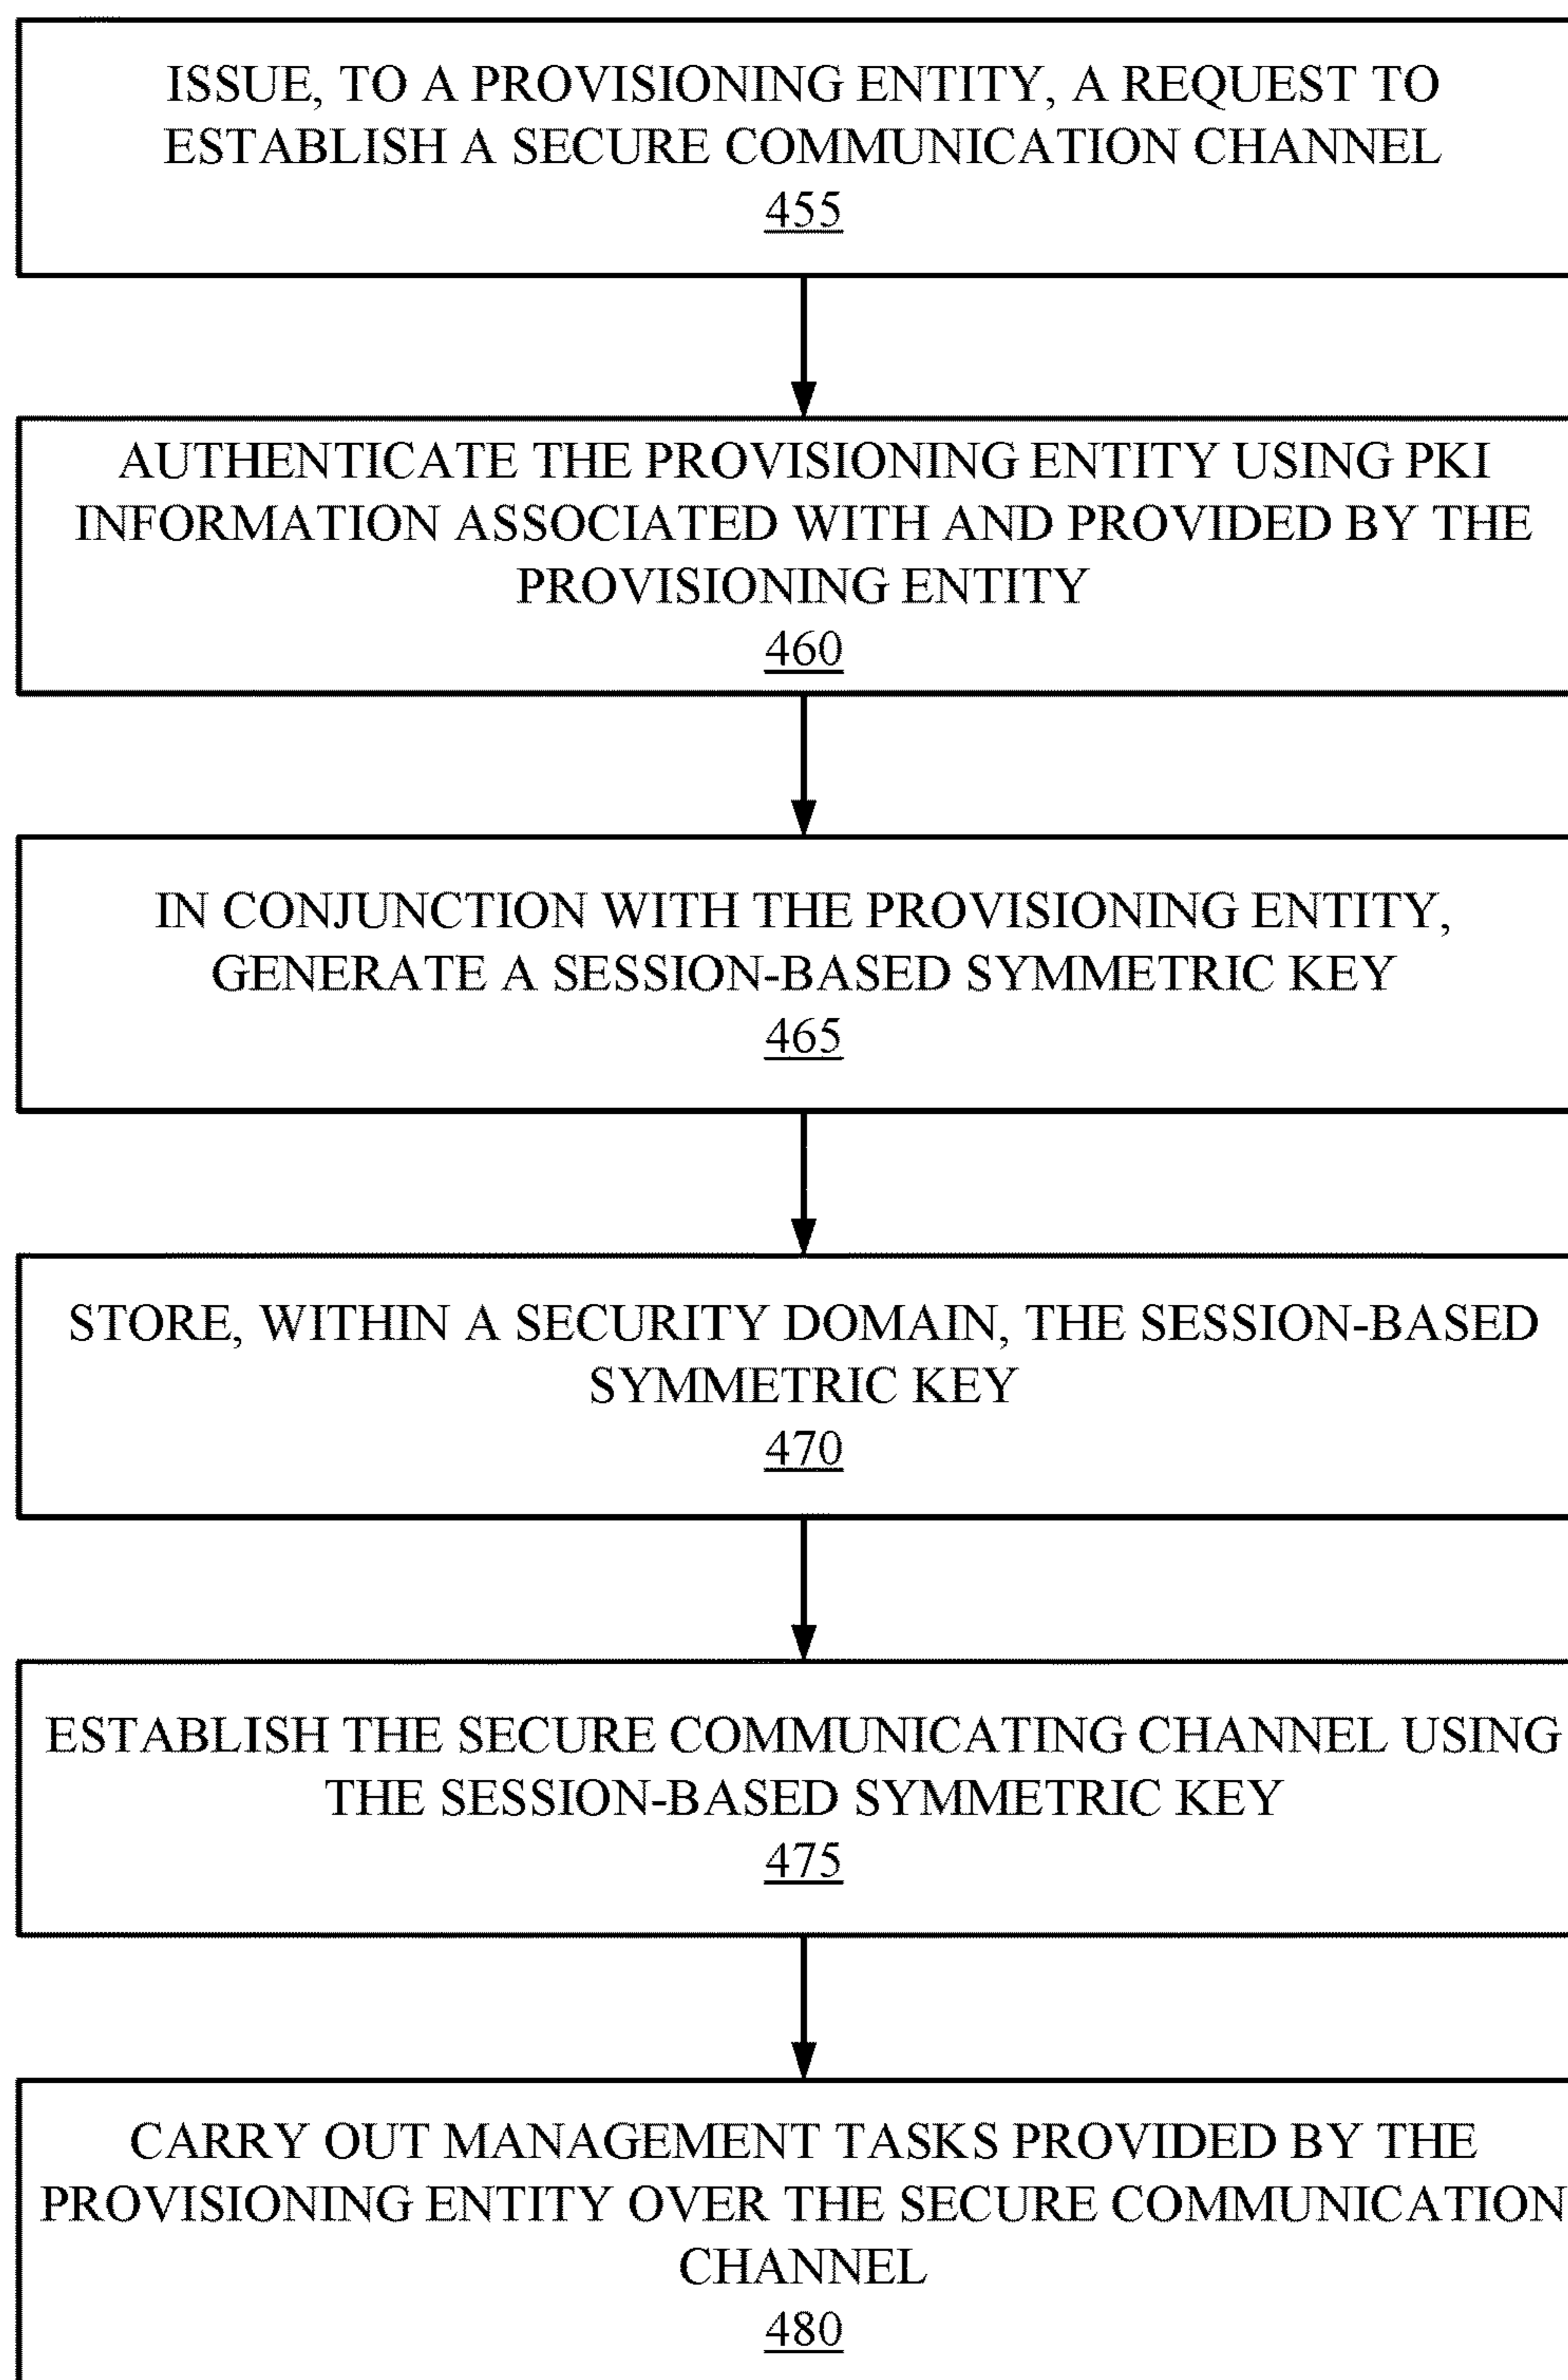 ISSUE, TO A PROVISIONING ENTITY, A REQUEST TO
ESTABLISH A SECURE COMMUNICATION CHANNEL
455
AUTHENTICATE THE PROVISIONING ENTITY USING PKI
INFORMATION ASSOCIATED WITH AND PROVIDED BY THE
PROVISIONING ENTITY
460
IN CONJUNCTION WITH THE PROVISIONING ENTITY,
GENERATE A SESSION-BASED SYMMETRIC KEY
465
STORE, WITHIN A SECURITY DOMAIN, THE SESSION-BASED
SYMMETRIC KEY
470
ESTABLISH THE SECURE COMMUNICATING CHANNEL USING
THE SESSION-BASED SYMMETRIC KEY
475
CARRY OUT MANAGEMENT TASKS PROVIDED BY THE
PROVISIONING ENTITY OVER THE SECURE COMMUNICATION
CHANNEL
480